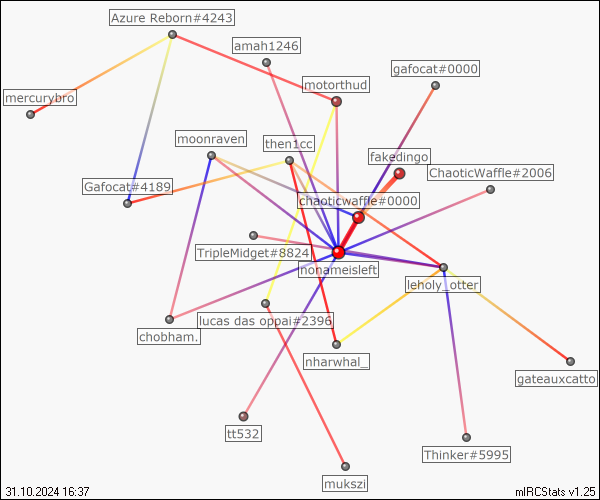 Azure Reborn#4243
amah1246
gafocat#0000
motorthud
mercurybro
moonraven
then1cc
fakedingo
ChaoticWaffle#2006
Gafocat#4189
chaoticwaffle#0000
TripleMidget#8824
nonameisleft
leholy_otter
lucas das oppai#2396
chobham.
nharwhal_
gateauxcatto
tt532
Thinker#5995
mukszi
31.10.2024 16:37
mIRCStats v1.25